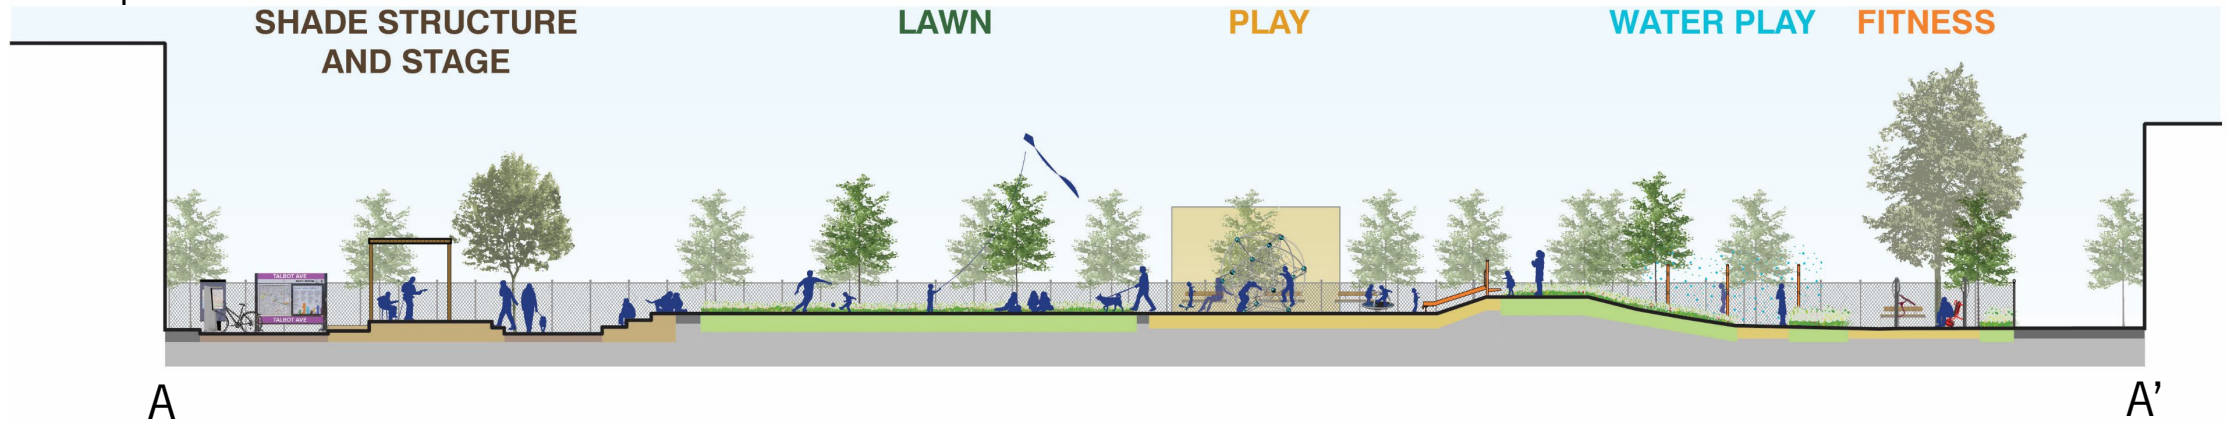 SHADE STRUCTURE
AND STAGE
LAWN
PLAY
WATER PLAY
FITNESS
TALBOT AVE
TALBOT AVE
A
A’